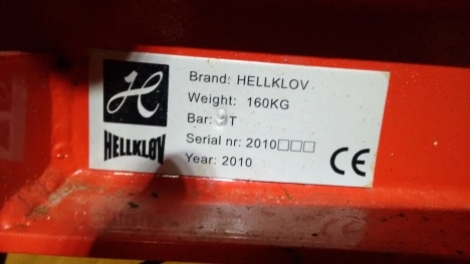 H
HELLKLØV
Brand: HELLKLOV
Weight: 160KG
Bar: T
Serial nr: 2010□□□
Year: 2010
CE